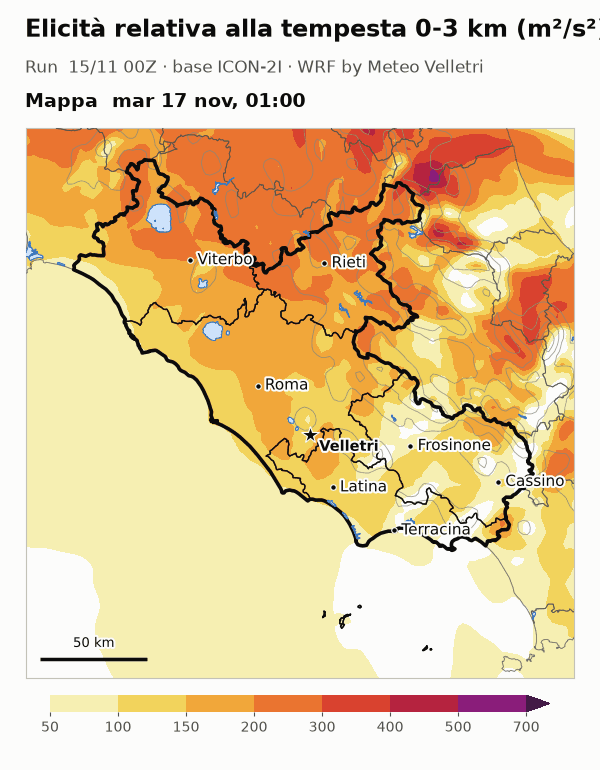 Elicità relativa alla tempesta 0-3 km (m²/s²)
Run 15/11 00Z · base ICON-2I · WRF by Meteo Velletri
Mappa mar 17 nov, 01:00
Viterbo
Rieti
Roma
Velletri
Frosinone
Cassino
Latina
Terracina
50 km
50 100 150 200 300 400 500 700